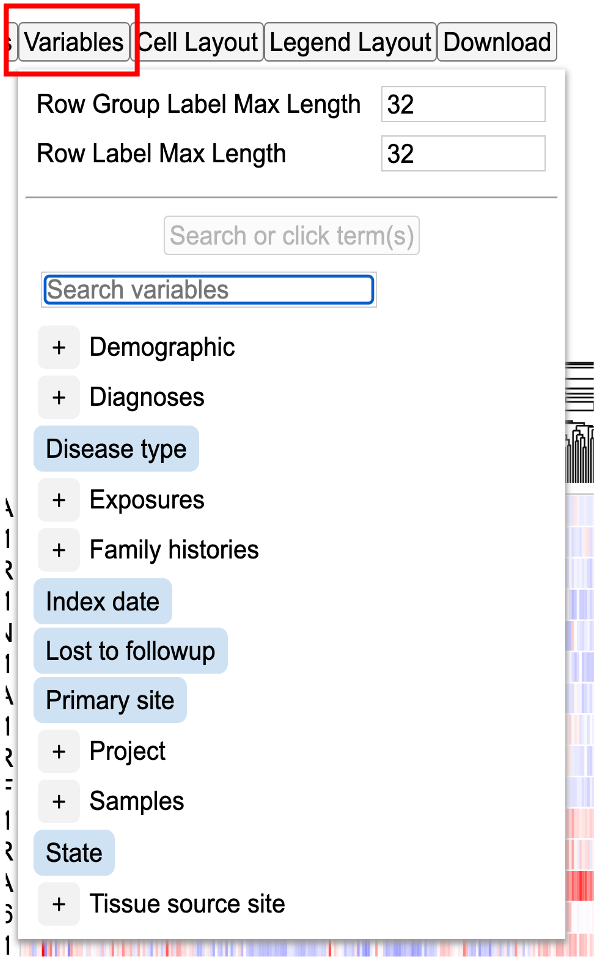 Variables Cell Layout Legend Layout Download
Row Group Label Max Length 32
Row Label Max Length 32
Search or click term(s)
Search variables
+ Demographic
+ Diagnoses
Disease type
+ Exposures
+ Family histories
Index date
Lost to followup
Primary site
+ Project
+ Samples
State
+ Tissue source site